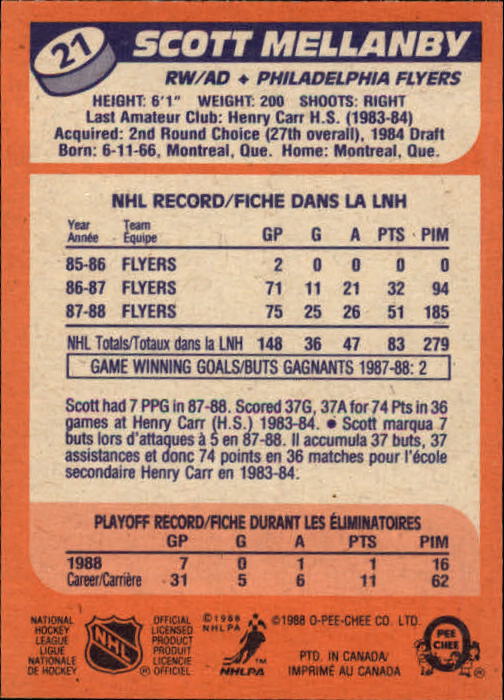 21 SCOTT MELLANBY
RW/AD • PHILADELPHIA FLYERS
HEIGHT: 6'1" WEIGHT: 200 SHOOTS: RIGHT
Last Amateur Club: Henry Carr H.S. (1983-84)
Acquired: 2nd Round Choice (27th overall), 1984 Draft
Born: 6-11-66, Montreal, Que. Home: Montreal, Que.
NHL RECORD/FICHE DANS LA LNH
Year Team
Année Équipe GP G A PTS PIM
85-86 FLYERS 2 0 0 0 0
86-87 FLYERS 71 11 21 32 94
87-88 FLYERS 75 25 26 51 185
NHL Totals/Totaux dans la LNH 148 36 47 83 279
GAME WINNING GOALS/BUTS GAGNANTS 1987-88: 2
Scott had 7 PPG in 87-88. Scored 37G, 37A for 74 Pts in 36
games at Henry Carr (H.S.) 1983-84. • Scott marqua 7
buts lors d'attaques à 5 en 87-88. Il accumula 37 buts, 37
assistances et donc 74 points en 36 matches pour l'école
secondaire Henry Carr en 1983-84.
PLAYOFF RECORD/FICHE DURANT LES ÉLIMINATOIRES
GP G A PTS PIM
1988 7 0 1 1 16
Career/Carrière 31 5 6 11 62
NATIONAL
HOCKEY
LEAGUE
LIGUE
NATIONALE
DE HOCKEY
NHL
OFFICIAL
LICENSED
PRODUCT
PRODUIT
LICENCIE
® OFFICIEL
©1988
NHLPA
NHLPA
™
©1988 O-PEE-CHEE CO. LTD.
PTD. IN CANADA/
IMPRIMÉ AU CANADA
O PEE CHEE
®